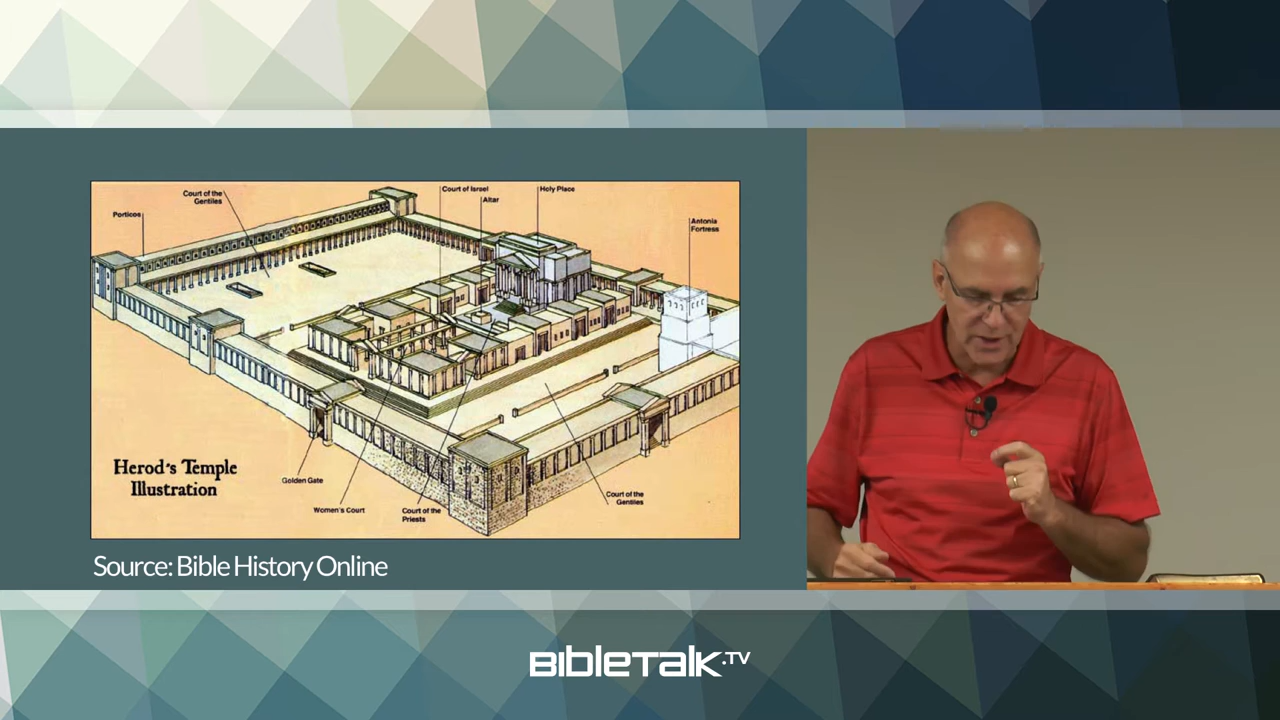 Court of the
Gentiles
Court of Israel
Altar
Holy Place
Porticos
Antonia
Fortress
Herod's Temple
Illustration
Golden Gate
Women's Court
Court of the
Priests
Court of the
Gentiles
Source: Bible History Online
BIBLETALK.TV